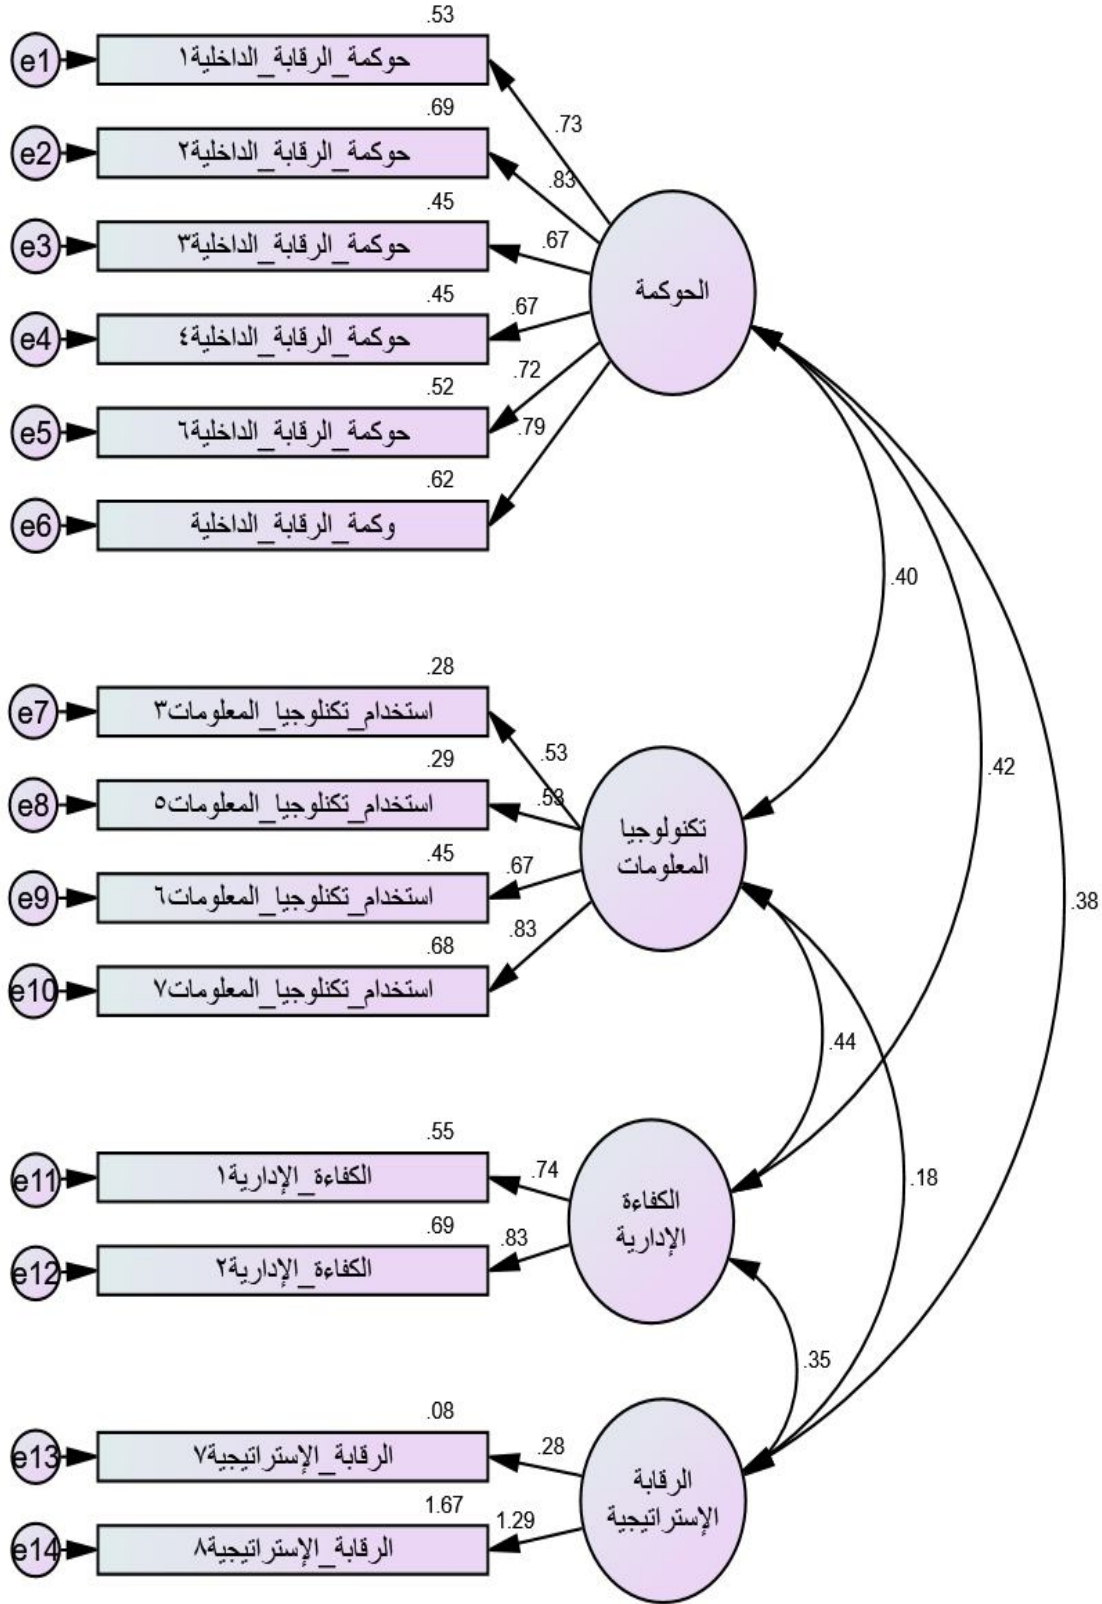 .53
e1
حوكمة_الرقابة_الداخلية١
.73
.69
e2
حوكمة_الرقابة_الداخلية٢
.83
.45
e3
حوكمة_الرقابة_الداخلية٣
.67
الحوكمة
.45
e4
حوكمة_الرقابة_الداخلية٤
.67
.52
e5
حوكمة_الرقابة_الداخلية٦
.72
.79
.62
e6
وكمة_الرقابة_الداخلية
.40
.28
e7
استخدام_تكنلوجيا_المعلومات٣
.53
.42
.29
e8
استخدام_تكنلوجيا_المعلومات٥
.53
تكنولوجيا
المعلومات
.45
e9
استخدام_تكنلوجيا_المعلومات٦
.67
.38
.68
e10
استخدام_تكنلوجيا_المعلومات٧
.83
.44
.55
e11
الكفاءة_الإدارية١
.74
.18
الكفاءة
الإدارية
.69
e12
الكفاءة_الإدارية٢
.83
.35
.08
e13
الرقابة_الإستراتيجية٧
.28
الرقابة
الإستراتيجية
1.67
e14
الرقابة_الإستراتيجية٨
1.29